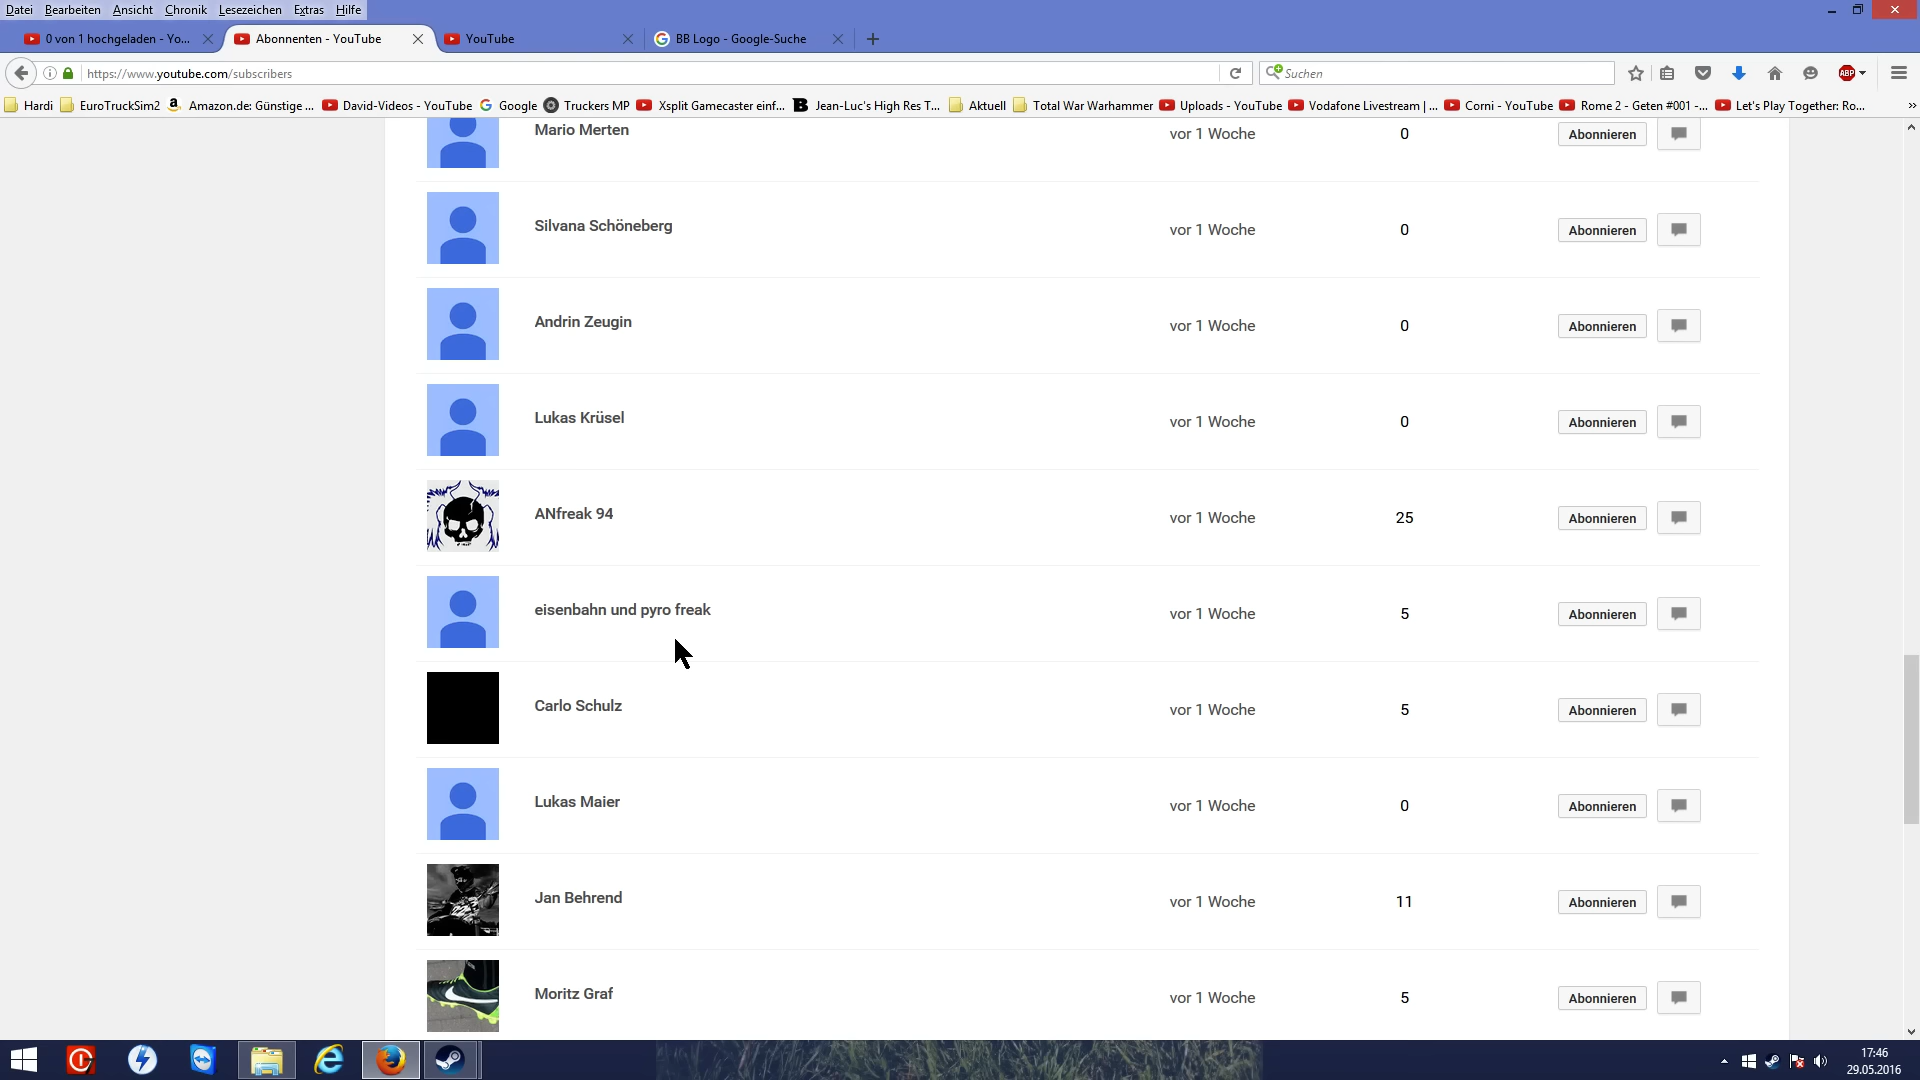 Datei Bearbeiten Ansicht Chronik Lesezeichen Extras Hilfe
0 von 1 hochgeladen - Yo... Abonnenten - YouTube YouTube BB Logo - Google-Suche
https://www.youtube.com/subscribers Suchen ABP
Hardi EuroTruckSim2 Amazon.de: Günstige ... David-Videos - YouTube Google Truckers MP Xsplit Gamecaster einf... Jean-Luc's High Res T... Aktuell Total War Warhammer Uploads - YouTube Vodafone Livestream | ... Corni - YouTube Rome 2 - Geten #001 -... Let's Play Together: Ro... »
Mario Merten vor 1 Woche 0 Abonnieren
Silvana Schöneberg vor 1 Woche 0 Abonnieren
Andrin Zeugin vor 1 Woche 0 Abonnieren
Lukas Krüsel vor 1 Woche 0 Abonnieren
ANfreak 94 vor 1 Woche 25 Abonnieren
eisenbahn und pyro freak vor 1 Woche 5 Abonnieren
Carlo Schulz vor 1 Woche 5 Abonnieren
Lukas Maier vor 1 Woche 0 Abonnieren
Jan Behrend vor 1 Woche 11 Abonnieren
Moritz Graf vor 1 Woche 5 Abonnieren
17:46
29.05.2016